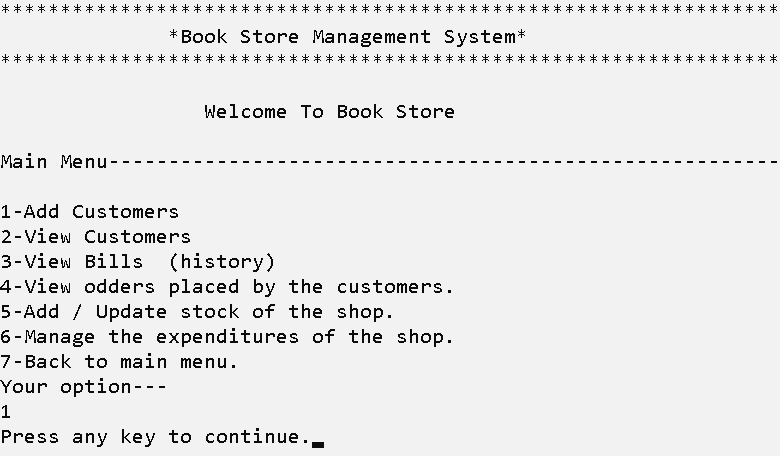 *****************************************************************
*Book Store Management System*
*****************************************************************
Welcome To Book Store
Main Menu--------------------------------------------------------
1-Add Customers
2-View Customers
3-View Bills  (history)
4-View odders placed by the customers.
5-Add / Update stock of the shop.
6-Manage the expenditures of the shop.
7-Back to main menu.
Your option---
1
Press any key to continue.